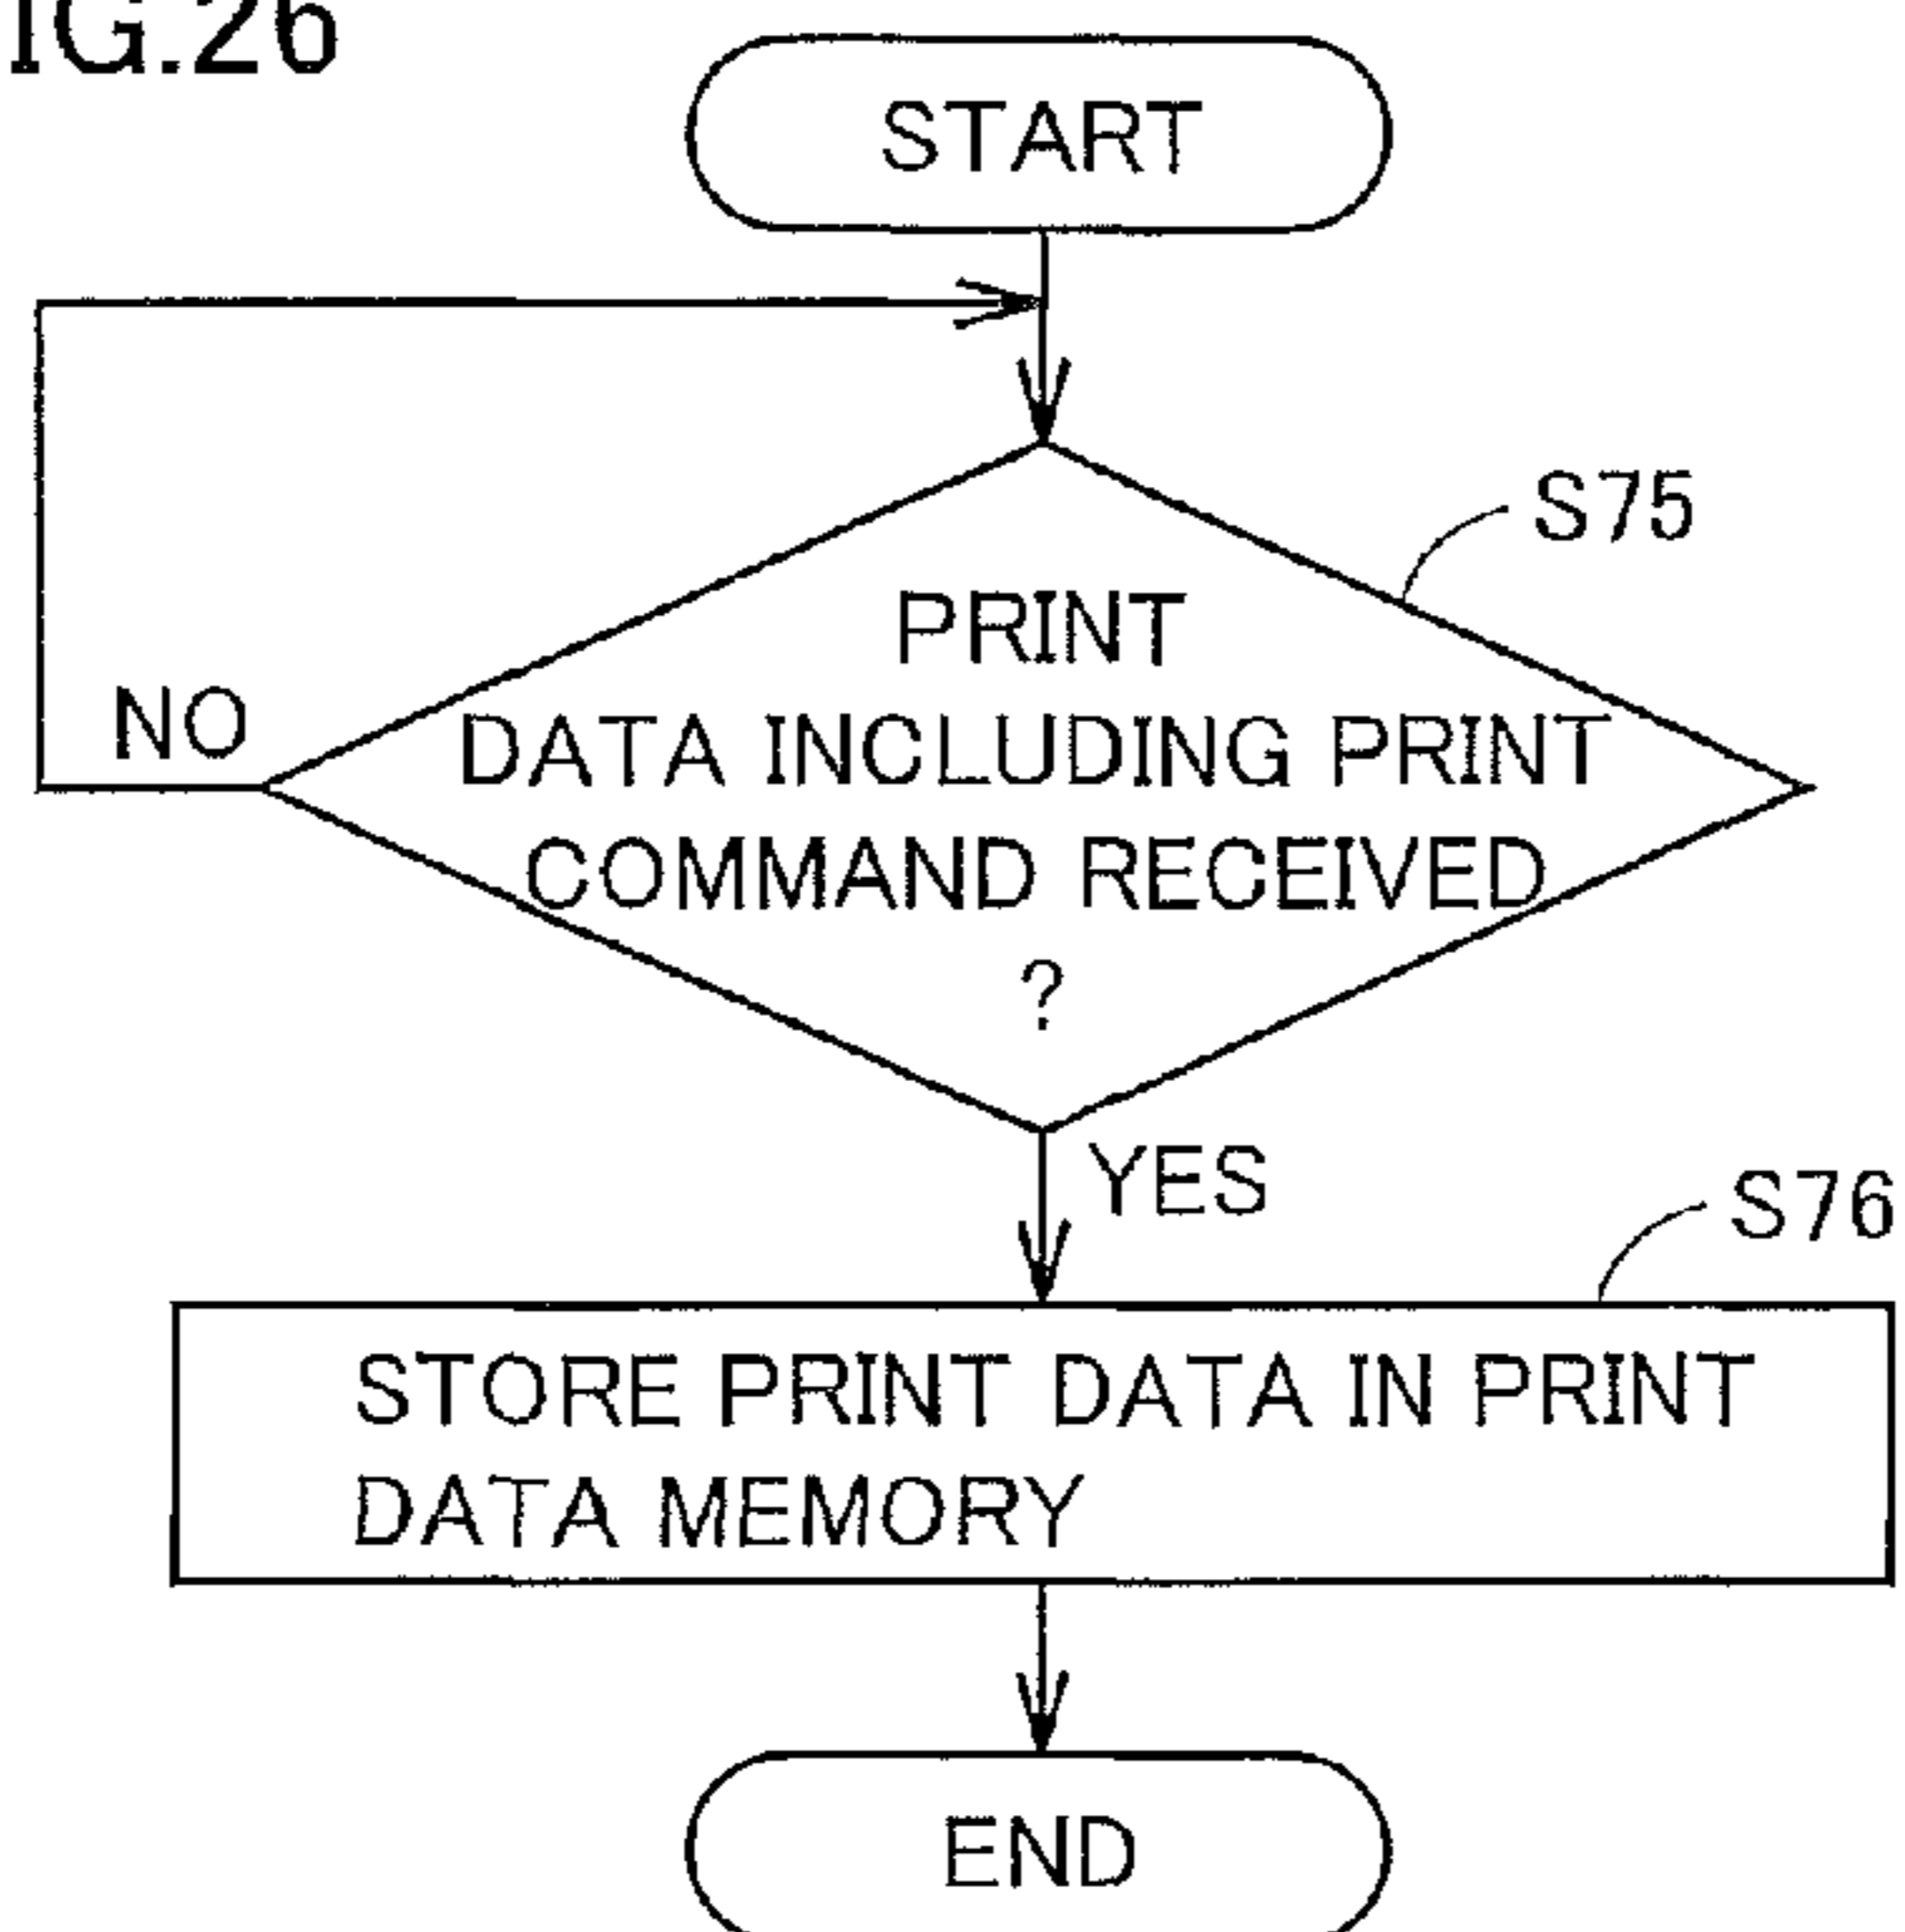 IG.26
START
S75
PRINT
DATA INCLUDING PRINT
COMMAND RECEIVED
?
NO
YES
S76
STORE PRINT DATA IN PRINT
DATA MEMORY
END